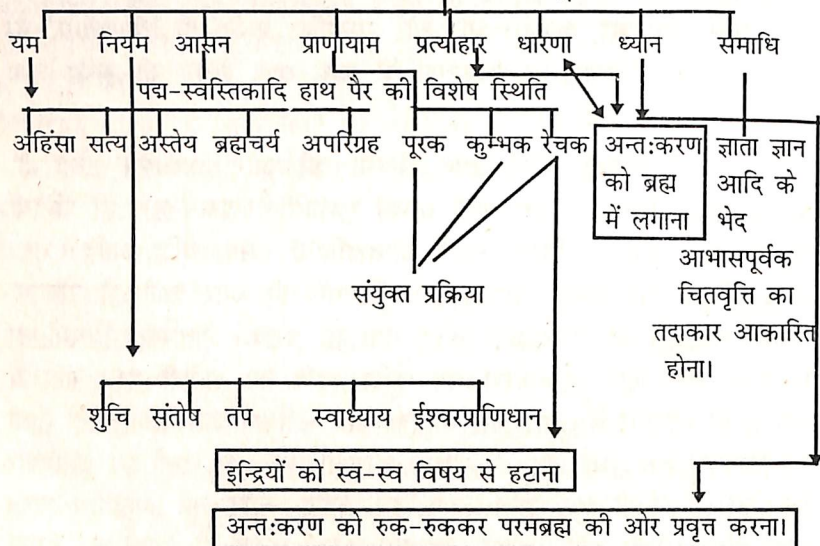 यम नियम आसन प्राणायाम प्रत्याहार धारणा ध्यान समाधि
पद्म-स्वस्तिकादि हाथ पैर की विशेष स्थिति
अहिंसा सत्य अस्तेय ब्रह्मचर्य अपरिग्रह पूरक कुम्भक रेचक
अन्तःकरण
को ब्रह्म
में लगाना
ज्ञाता ज्ञान
आदि के
भेद
आभासपूर्वक
चितवृत्ति का
तदाकार आकारित
होना।
संयुक्त प्रक्रिया
शुचि संतोष तप स्वाध्याय ईश्वरप्राणिधान
इन्द्रियों को स्व-स्व विषय से हटाना
अन्तःकरण को रुक-रुककर परमब्रह्म की ओर प्रवृत्त करना।